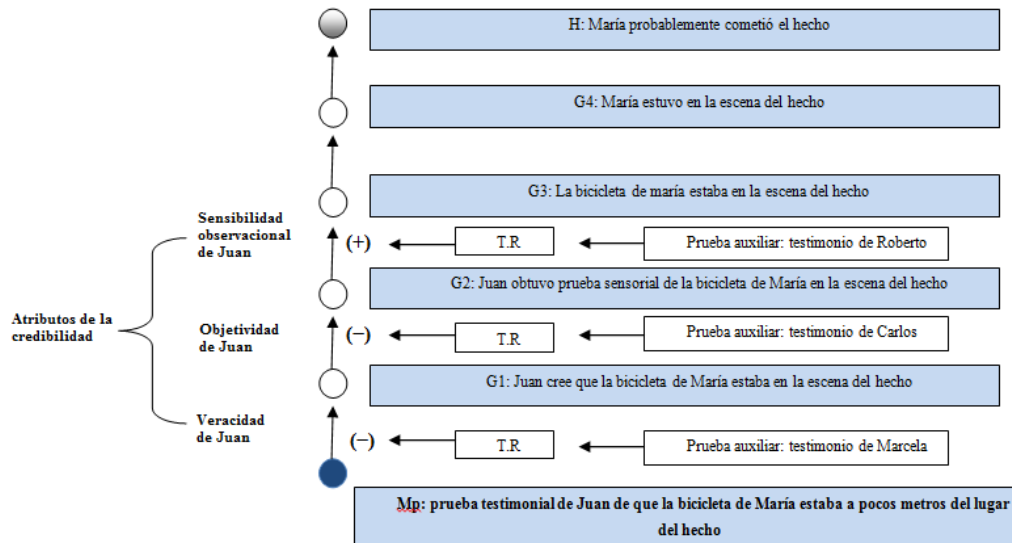 H: María probablemente cometió el hecho
G4: María estuvo en la escena del hecho
G3: La bicicleta de maría estaba en la escena del hecho
Sensibilidad
observacional
de Juan
(+)
T.R
Prueba auxiliar: testimonio de Roberto
G2: Juan obtuvo prueba sensorial de la bicicleta de María en la escena del hecho
Atributos de la
credibilidad
Objetividad
de Juan
(−)
T.R
Prueba auxiliar: testimonio de Carlos
G1: Juan cree que la bicicleta de María estaba en la escena del hecho
Veracidad
de Juan
(−)
T.R
Prueba auxiliar: testimonio de Marcela
Mp: prueba testimonial de Juan de que la bicicleta de María estaba a pocos metros del lugar
del hecho